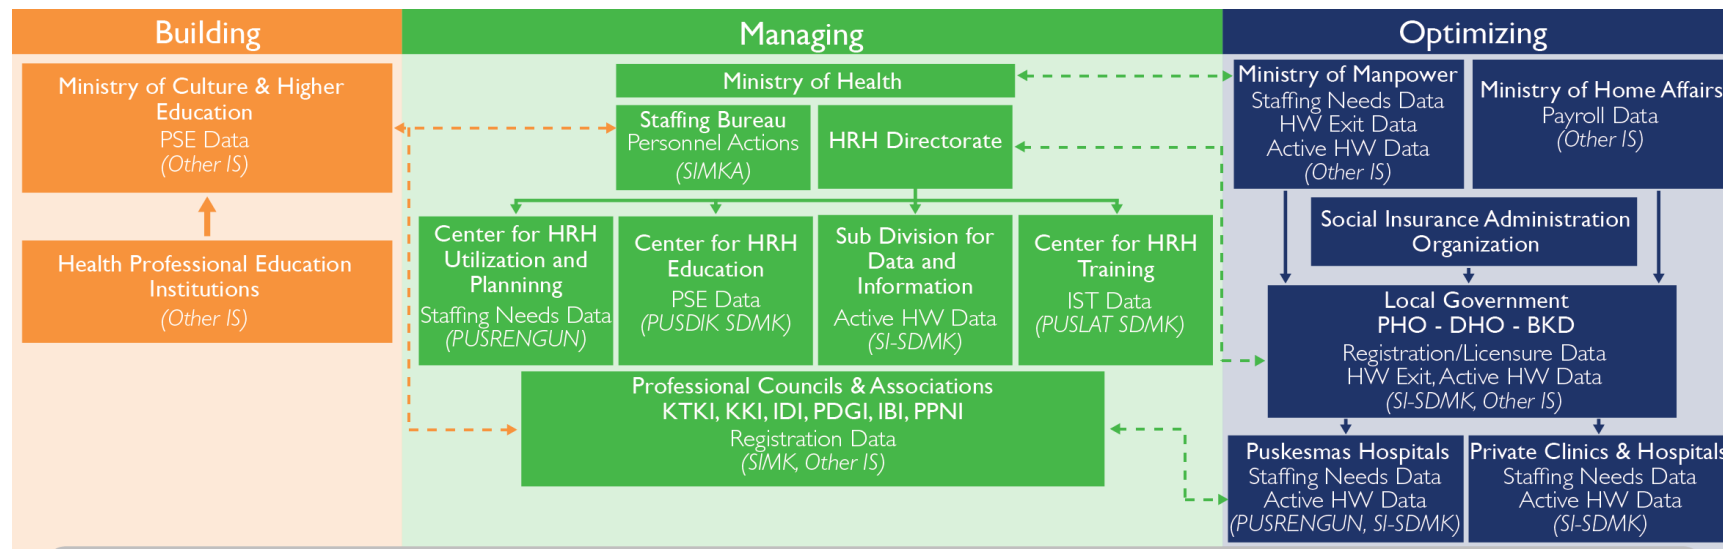 Building
Managing
Optimizing
Ministry of Culture & Higher
Education
PSE Data
(Other IS)
Health Professional Education
Institutions
(Other IS)
Ministry of Health
Staffing Bureau
Personnel Actions
(SIMKA)
HRH Directorate
Center for HRH
Utilization and
Planninng
Staffing Needs Data
(PUSRENGUN)
Center for HRH
Education
PSE Data
(PUSDIK SDMK)
Sub Division for
Data and
Information
Active HW Data
(SI-SDMK)
Center for HRH
Training
IST Data
(PUSLAT SDMK)
Professional Councils & Associations
KTKI, KKI, IDI, PDGI, IBI, PPNI
Registration Data
(SIMK, Other IS)
Ministry of Manpower
Staffing Needs Data
HW Exit Data
Active HW Data
(Other IS)
Ministry of Home Affairs
Payroll Data
(Other IS)
Social Insurance Administration
Organization
Local Government
PHO - DHO - BKD
Registration/Licensure Data
HW Exit, Active HW Data
(SI-SDMK, Other IS)
Puskesmas Hospitals
Staffing Needs Data
Active HW Data
(PUSRENGUN, SI-SDMK)
Private Clinics & Hospitals
Staffing Needs Data
Active HW Data
(SI-SDMK)